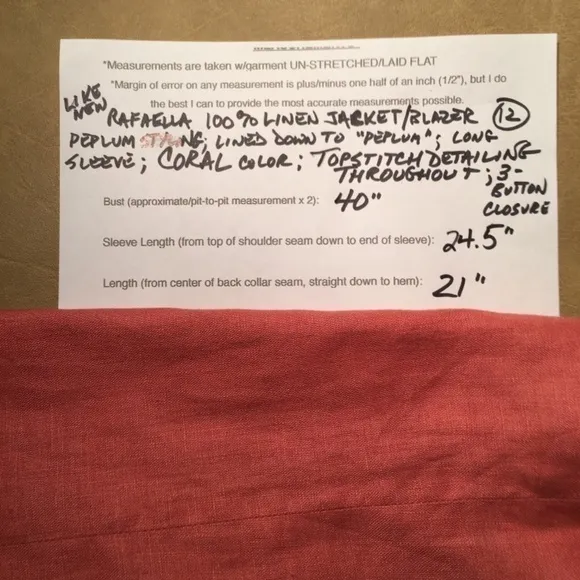 *Measurements are taken w/garment UN-STRETCHED/LAID FLAT
*Margin of error on any measurement is plus/minus one half of an inch (1/2"), but I do
the best I can to provide the most accurate measurements possible.
LIKE NEW
RAFAELLA 100% LINEN JACKET/BLAZER 12
PEPLUM STYLING; LINED DOWN TO "PEPLUM"; LONG
SLEEVE; CORAL COLOR; TOPSTITCH DETAILING
THROUGHOUT; 3-
BUTTON
CLOSURE
Bust (approximate/pit-to-pit measurement x 2): 40"
Sleeve Length (from top of shoulder seam down to end of sleeve): 24.5"
Length (from center of back collar seam, straight down to hem): 21"